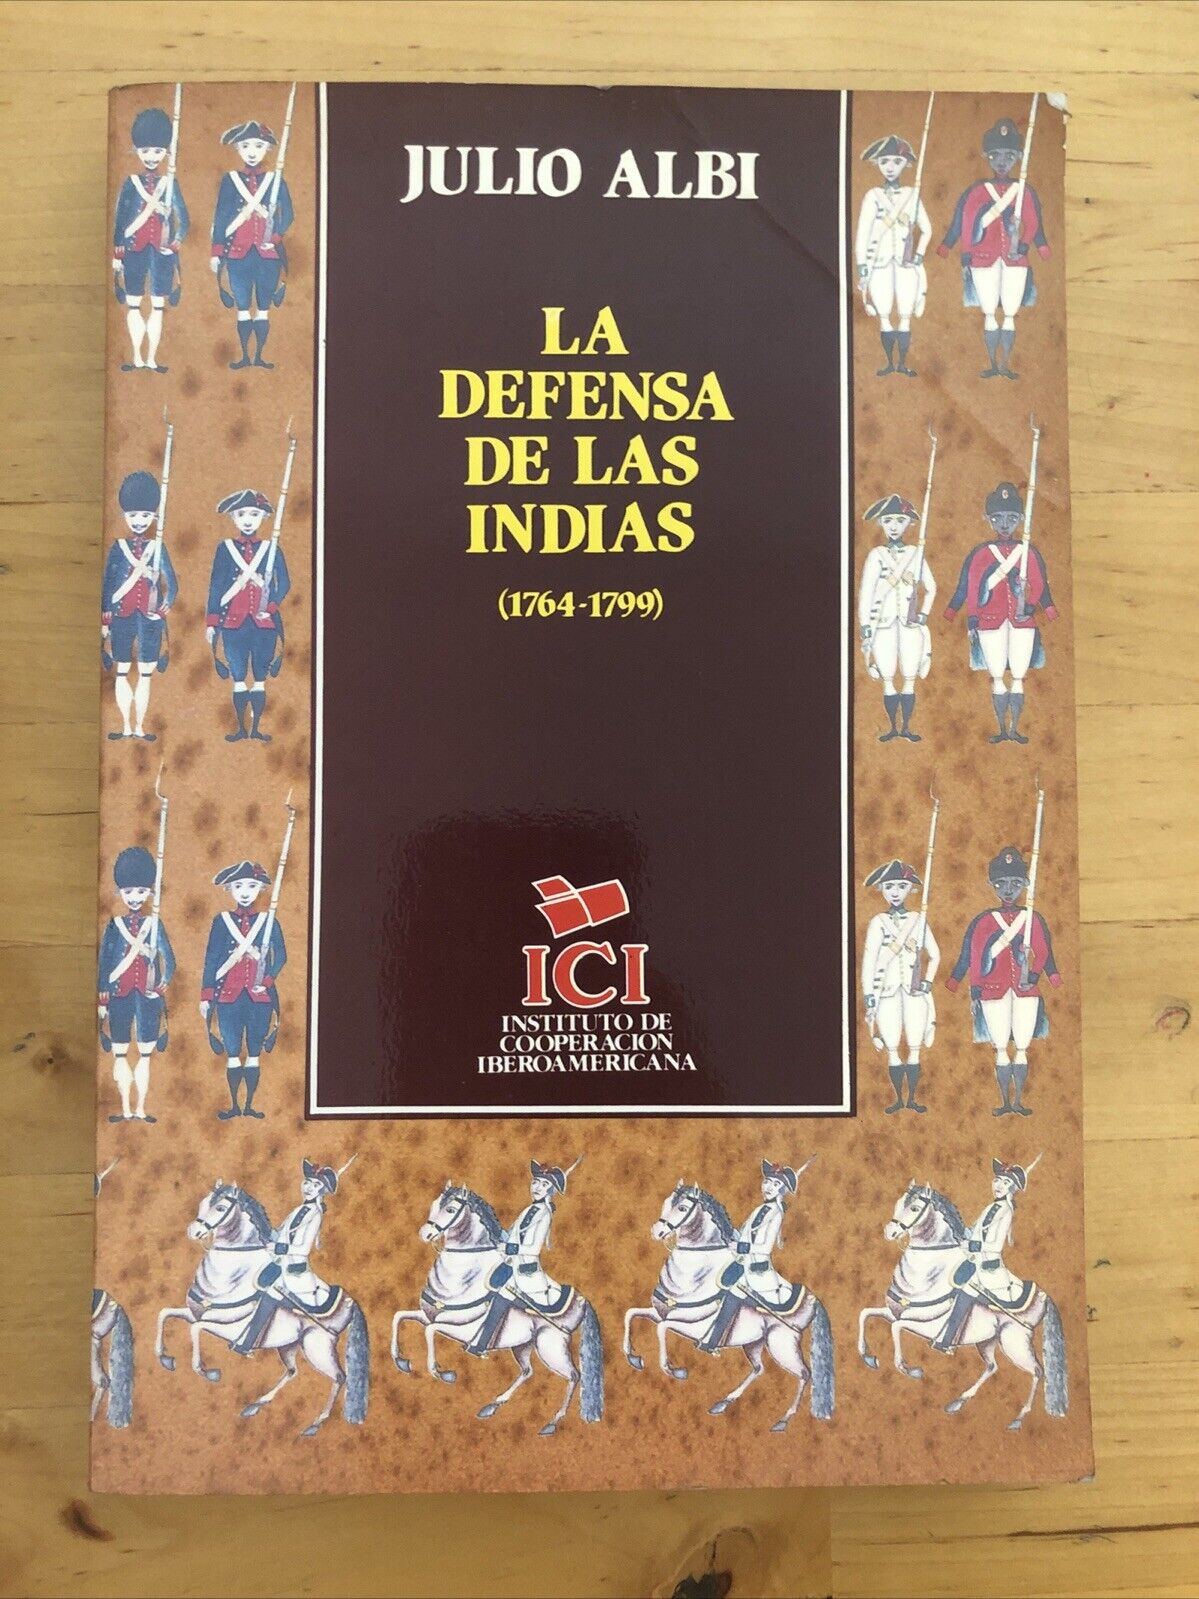 JULIO ALBI
LA
DEFENSA
DE LAS
INDIAS
(1764-1799)
ICI
INSTITUTO DE
COOPERACION
IBEROAMERICANA